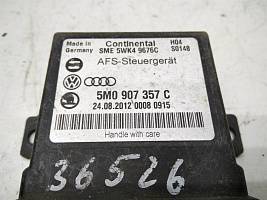 Made in
Continental
H04
SME 5WK4 9676C
S0148
AFS-Steuergerät
5M0 907 357 C
24.08.2012 0008 0915
Handle with care
36526